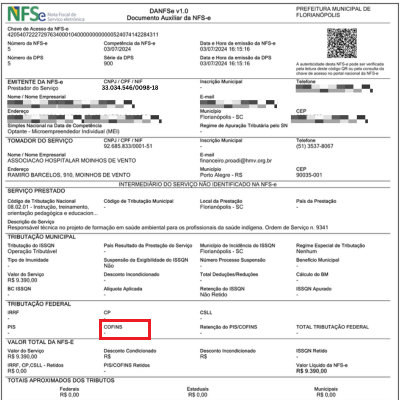 NFSe Nota Fiscal de Serviço eletrônica
DANFSe v1.0
Documento Auxiliar da NFS-e
PREFEITURA MUNICIPAL DE FLORIANÓPOLIS
Chave de Acesso da NFS-e
Número da NFS-e Competência da NFS-e Data e Hora da emissão da NFS-e
5 03/07/2024 03/07/2024 16:15:16
Número da DPS Série da DPS Data e Hora da emissão da DPS
5 900 03/07/2024 16:15:16
A autenticidade desta NFS-e pode ser verificada
pela leitura deste código QR ou pela consulta da
chave de acesso no portal nacional da NFS-e
EMITENTE DA NFS-e CNPJ / CPF / NIF Inscrição Municipal Telefone
Prestador do Serviço 33.034.546/0098-18 -
Nome / Nome Empresarial E-mail
Endereço Município CEP
Florianópolis - SC
Simples Nacional na Data de Competência Regime de Apuração Tributária pelo SN
Optante - Microempreendedor Individual (MEI) -
TOMADOR DO SERVIÇO CNPJ / CPF / NIF Inscrição Municipal Telefone
92.685.833/0001-51 - (51) 3537-8067
Nome / Nome Empresarial E-mail
ASSOCIACAO HOSPITALAR MOINHOS DE VENTO financeiro.proadi@hmv.org.br
Endereço Município CEP
RAMIRO BARCELOS, 910, MOINHOS DE VENTO Porto Alegre - RS 90035-001
INTERMEDIÁRIO DO SERVIÇO NÃO IDENTIFICADO NA NFS-e
SERVIÇO PRESTADO
Código de Tributação Nacional Código de Tributação Municipal Local da Prestação País da Prestação
08.02.01 - Instrução, treinamento, - Florianópolis - SC -
orientação pedagógica e educacion...
Descrição do Serviço
Responsável técnica no projeto de formação em saúde ambiental para os profissionais da saúde indígena. Ordem de Serviço n. 9341
TRIBUTAÇÃO MUNICIPAL
Tributação do ISSQN País Resultado da Prestação do Serviço Município de Incidência do ISSQN Regime Especial de Tributação
Operação Tributável - Florianópolis - SC Nenhum
Tipo de Imunidade Suspensão da Exigibilidade do ISSQN Número Processo Suspensão Benefício Municipal
- Não - -
Valor do Serviço Desconto Incondicionado Total Deduções/Reduções Cálculo do BM
R$ 9.390,00 - - -
BC ISSQN Alíquota Aplicada Retenção do ISSQN ISSQN Apurado
- - Não Retido -
TRIBUTAÇÃO FEDERAL
IRRF CP CSLL
- - -
PIS COFINS Retenção do PIS/COFINS TOTAL TRIBUTAÇÃO FEDERAL
- - - -
VALOR TOTAL DA NFS-E
Valor do Serviço Desconto Condicionado Desconto Incondicionado ISSQN Retido
R$ 9.390,00 R$ R$ -
IRRF, CP,CSLL - Retidos PIS/COFINS Retidos Valor Líquido da NFS-e
R$ 0,00 - R$ 9.390,00
TOTAIS APROXIMADOS DOS TRIBUTOS
Federais Estaduais Municipais
R$ 0,00 R$ 0,00 R$ 0,00